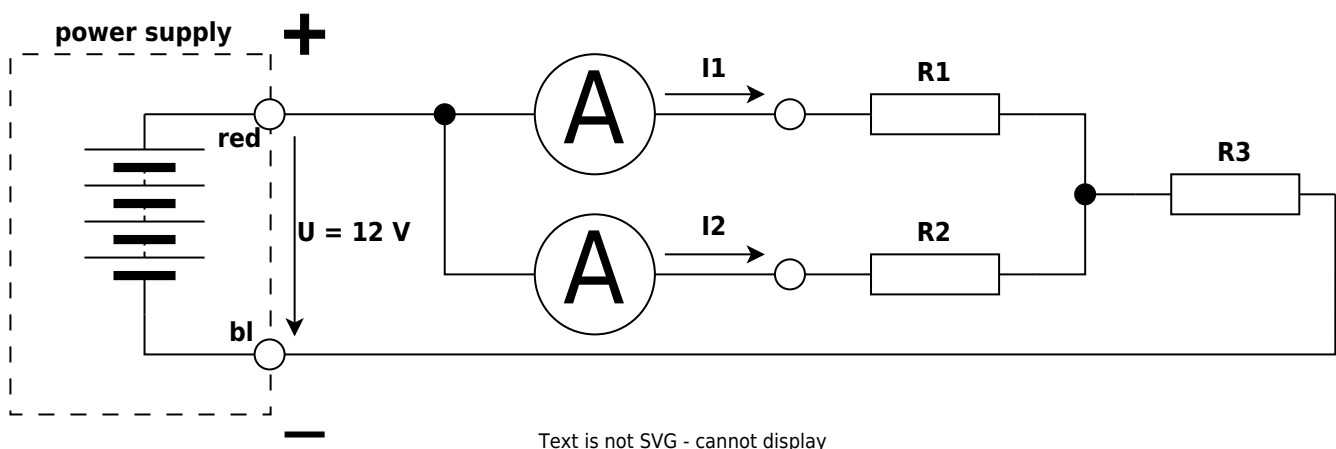 power supply
+
red
U = 12 V
bl
−
A
I1
R1
A
I2
R2
R3
Text is not SVG - cannot display